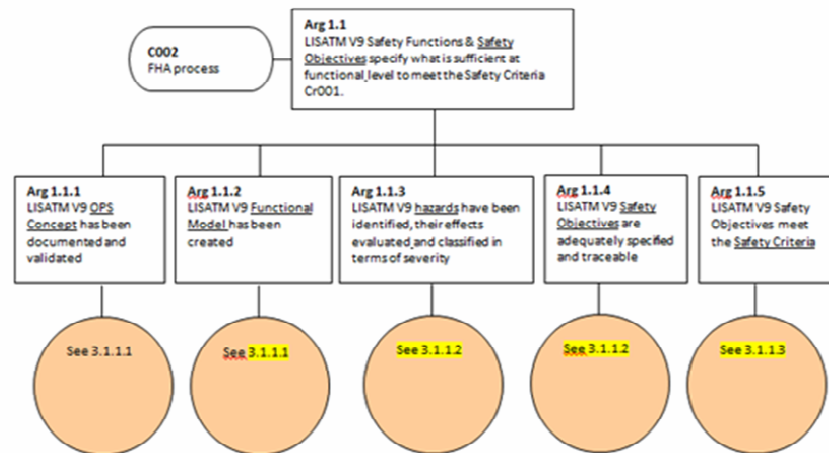 Arg 1.1
LISATM V9 Safety Functions & Safety
Objectives specify what is sufficient at
functional level to meet the Safety Criteria
Cr001.
C002
FHA process
Arg 1.1.1
LISATM V9 OPS
Concept has been
documented and
validated
Arg 1.1.2
LISATM V9 Functional
Model has been
created
Arg 1.1.3
LISATM V9 hazards have been
identified, their effects
evaluated and classified in
terms of severity
Arg 1.1.4
LISATM V9 Safety
Objectives are
adequately specified
and traceable
Arg 1.1.5
LISATM V9 Safety
Objectives meet
the Safety Criteria
See 3.1.1.1
See 3.1.1.1
See 3.1.1.2
See 3.1.1.2
See 3.1.1.3